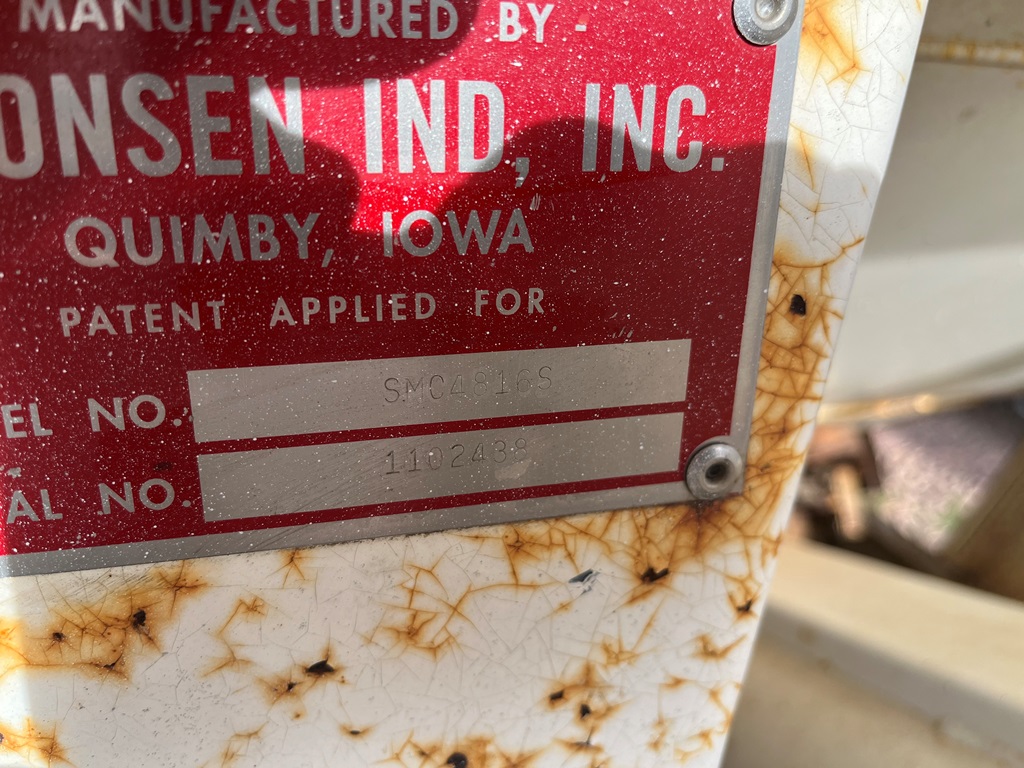 MANUFACTURED BY -
ONSEN IND, INC.
QUIMBY, IOWA
PATENT APPLIED FOR
EL NO. SMC4816S
AL NO. 1102438